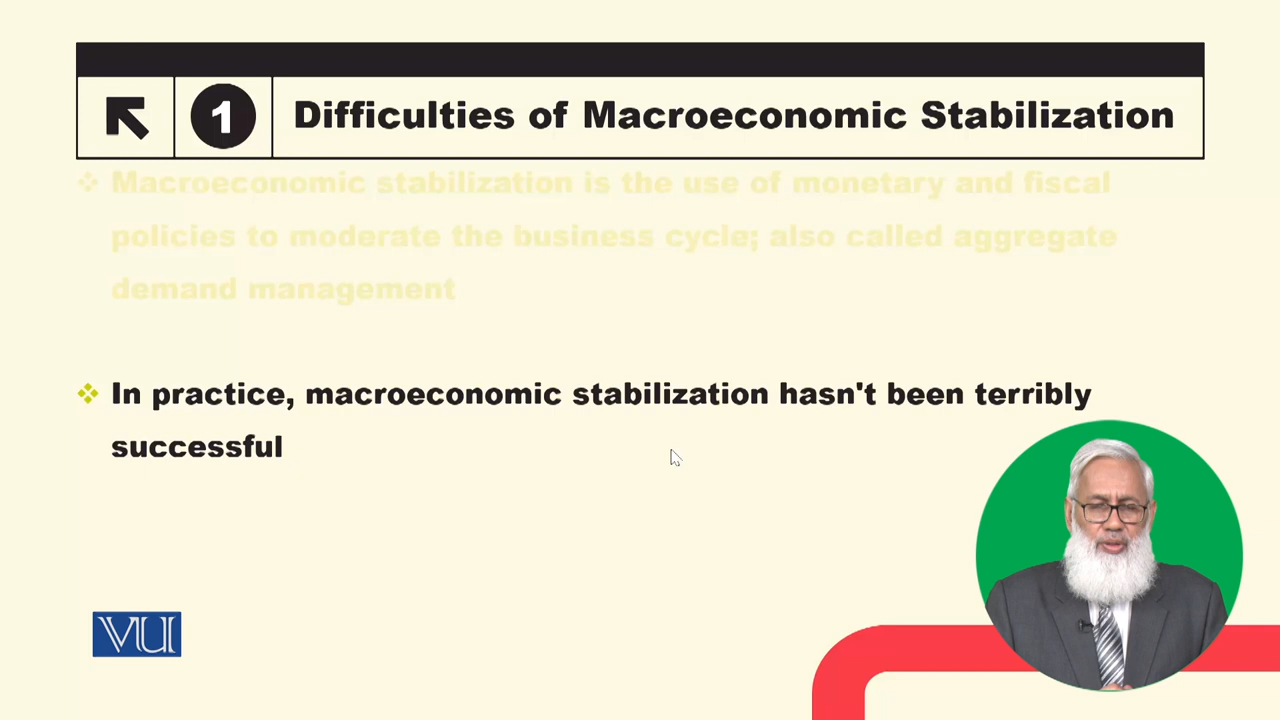 1 Difficulties of Macroeconomic Stabilization
Macroeconomic stabilization is the use of monetary and fiscal
policies to moderate the business cycle; also called aggregate
demand management
In practice, macroeconomic stabilization hasn't been terribly
successful
VU